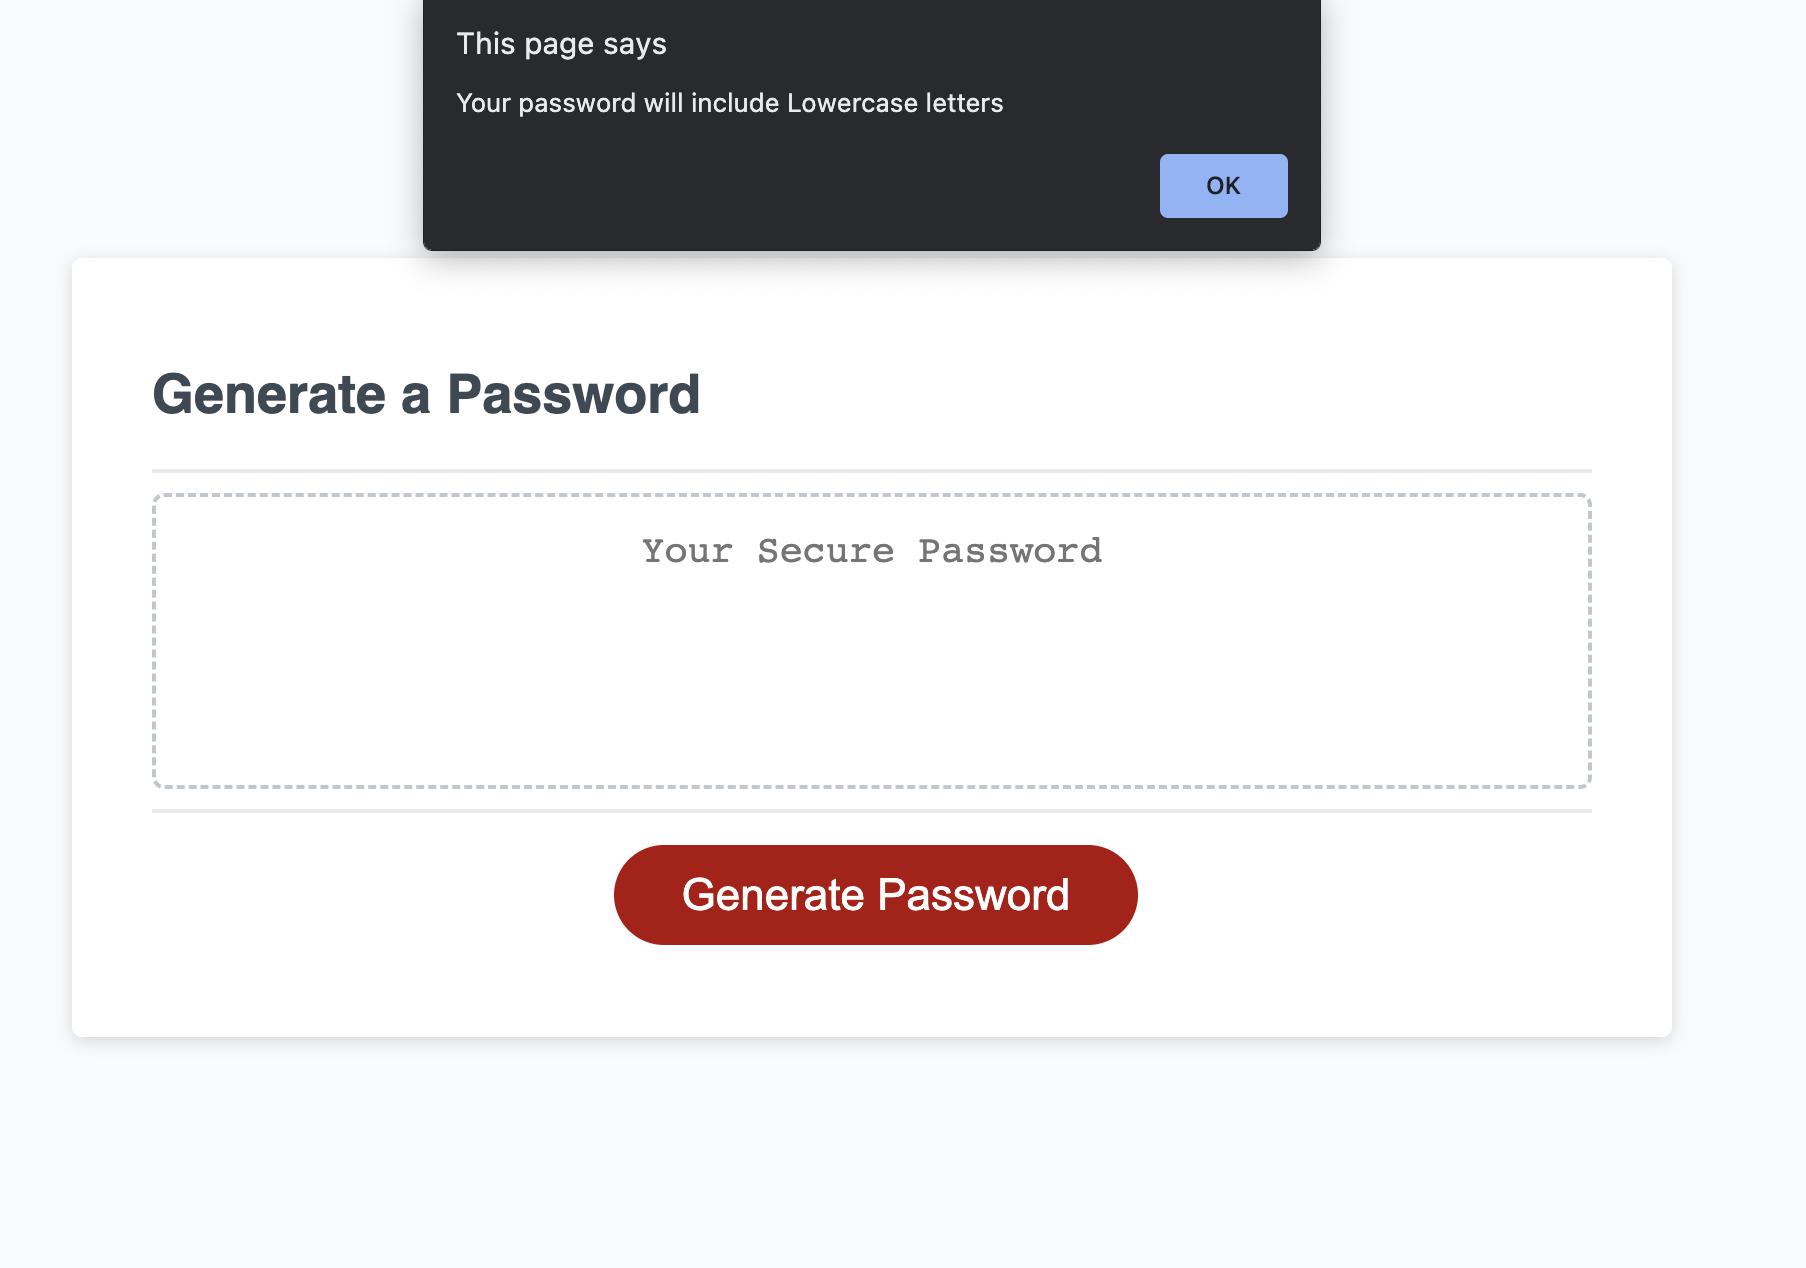 This page says
Your password will include Lowercase letters
OK
Generate a Password
Your Secure Password
Generate Password